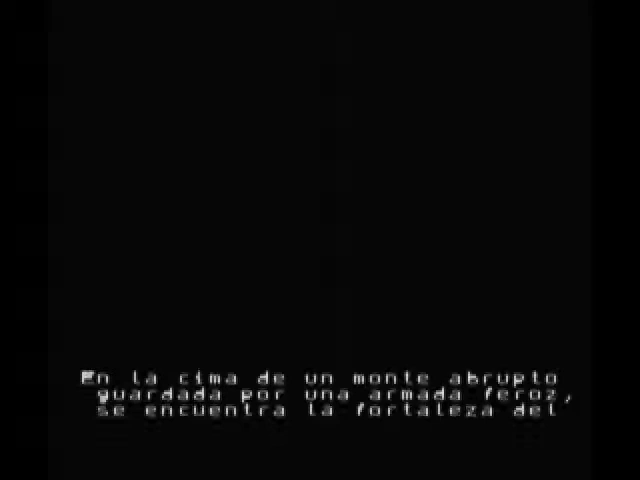 En la cima de un monte abrupto
guardada por una armada feroz,
se encuentra la fortaleza del